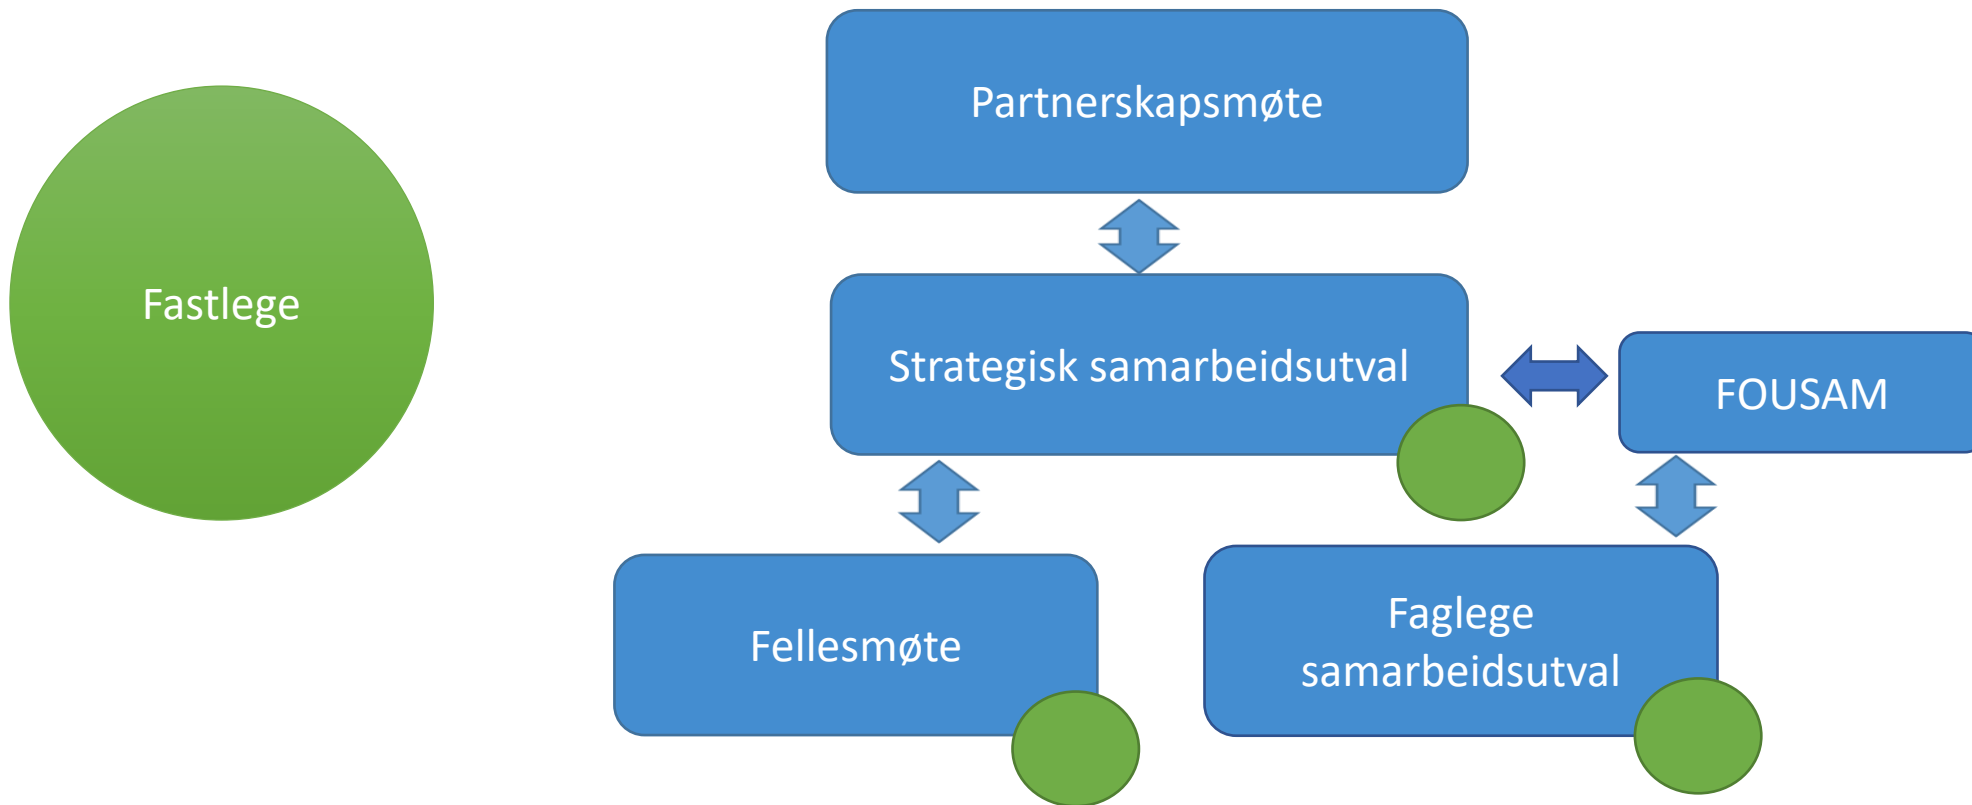 Partnerskapsmøte
Fastlege
Strategisk samarbeidsutval
FOUSAM
Fellesmøte
Faglege
samarbeidsutval